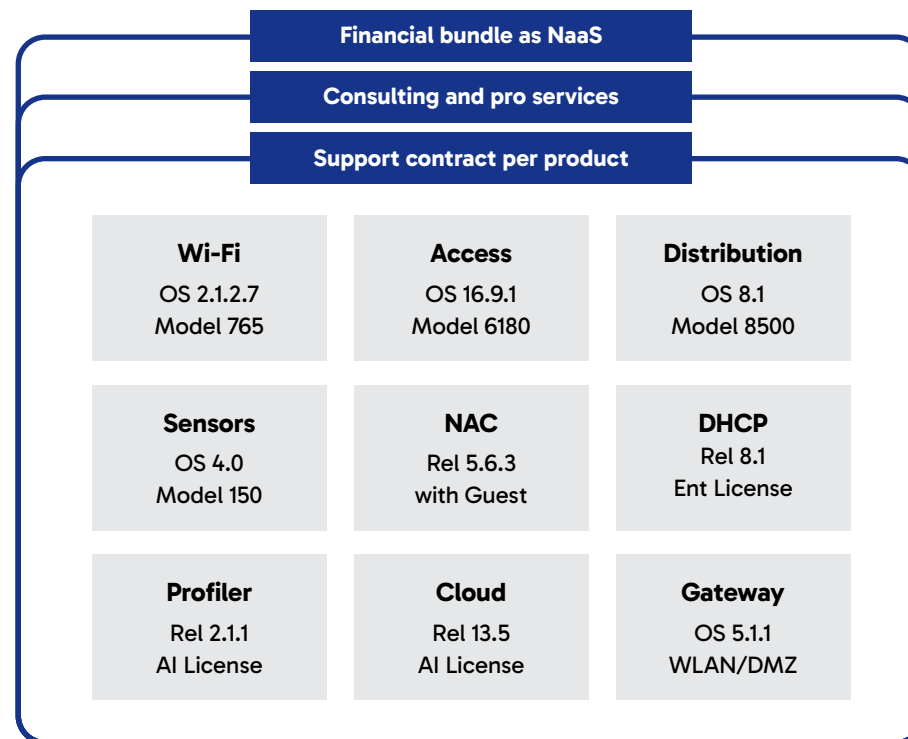 Financial bundle as NaaS
Consulting and pro services
Support contract per product
Wi-Fi
OS 2.1.2.7
Model 765
Access
OS 16.9.1
Model 6180
Distribution
OS 8.1
Model 8500
Sensors
OS 4.0
Model 150
NAC
Rel 5.6.3
with Guest
DHCP
Rel 8.1
Ent License
Profiler
Rel 2.1.1
AI License
Cloud
Rel 13.5
AI License
Gateway
OS 5.1.1
WLAN/DMZ